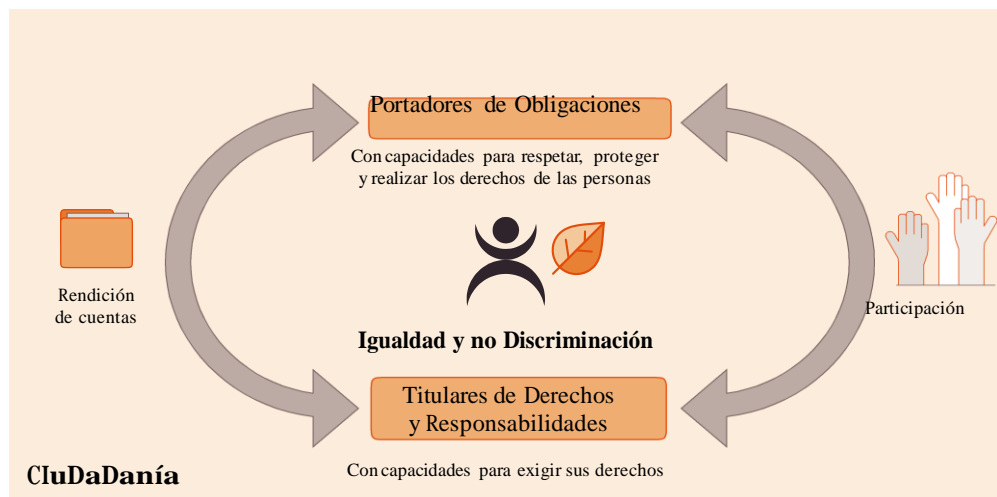 Portadores de Obligaciones
Con capacidades para respetar, proteger
y realizar los derechos de las personas
Rendición
de cuentas
Participación
Igualdad y no Discriminación
Titulares de Derechos
y Responsabilidades
Con capacidades para exigir sus derechos
CIuDaDanía